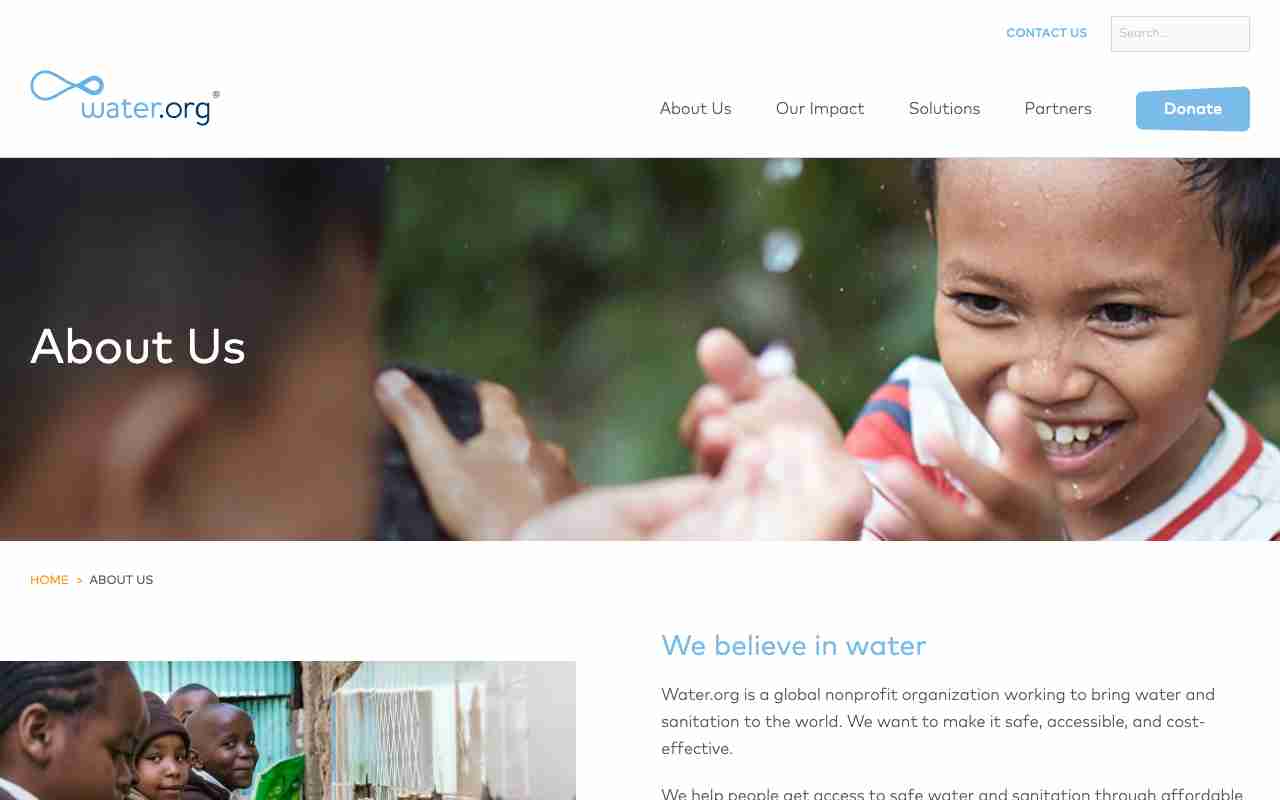 CONTACT US
Search...
water.org®
About Us
Our Impact
Solutions
Partners
Donate
About Us
HOME > ABOUT US
We believe in water
Water.org is a global nonprofit organization working to bring water and
sanitation to the world. We want to make it safe, accessible, and cost-
effective.
We help people get access to safe water and sanitation through affordable